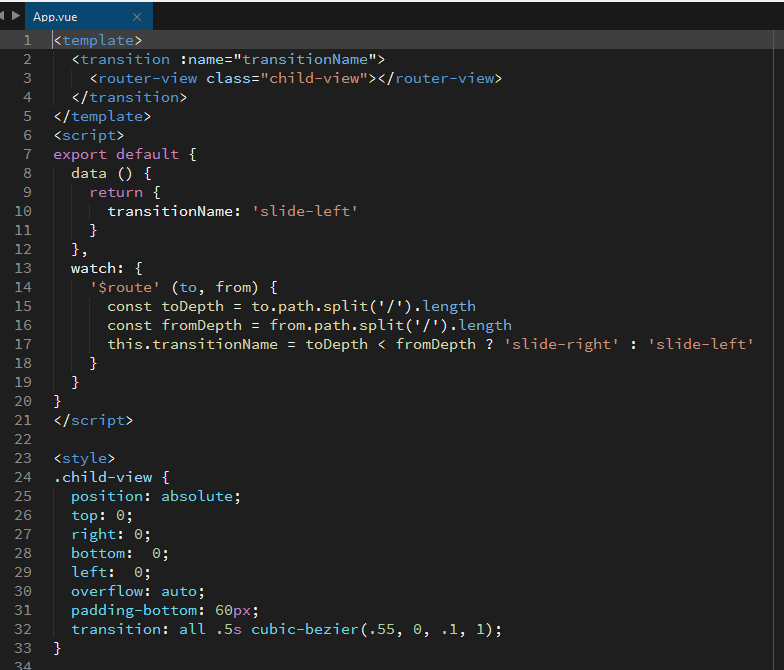 App.vue
1 <template>
2   <transition :name="transitionName">
3     <router-view class="child-view"></router-view>
4   </transition>
5 </template>
6 <script>
7 export default {
8   data () {
9     return {
10       transitionName: 'slide-left'
11     }
12   },
13   watch: {
14     '$route' (to, from) {
15       const toDepth = to.path.split('/').length
16       const fromDepth = from.path.split('/').length
17       this.transitionName = toDepth < fromDepth ? 'slide-right' : 'slide-left'
18     }
19   }
20 }
21 </script>
22
23 <style>
24 .child-view {
25   position: absolute;
26   top: 0;
27   right: 0;
28   bottom:  0;
29   left:  0;
30   overflow: auto;
31   padding-bottom: 60px;
32   transition: all .5s cubic-bezier(.55, 0, .1, 1);
33 }
34